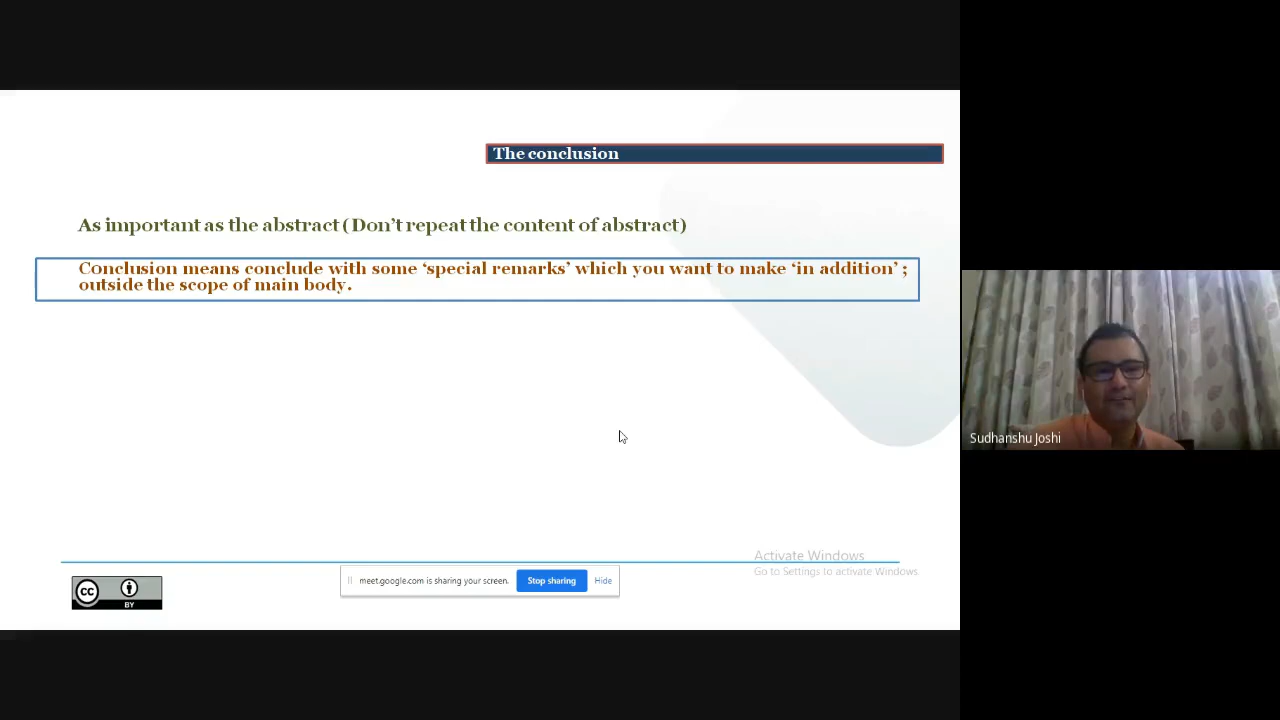 The conclusion
As important as the abstract (Don't repeat the content of abstract)
Conclusion means conclude with some ‘special remarks’ which you want to make ‘in addition’ ;
outside the scope of main body.
Sudhanshu Joshi
Activate Windows
Go to Settings to activate Windows.
meet.google.com is sharing your screen.
Stop sharing
Hide
cc
BY